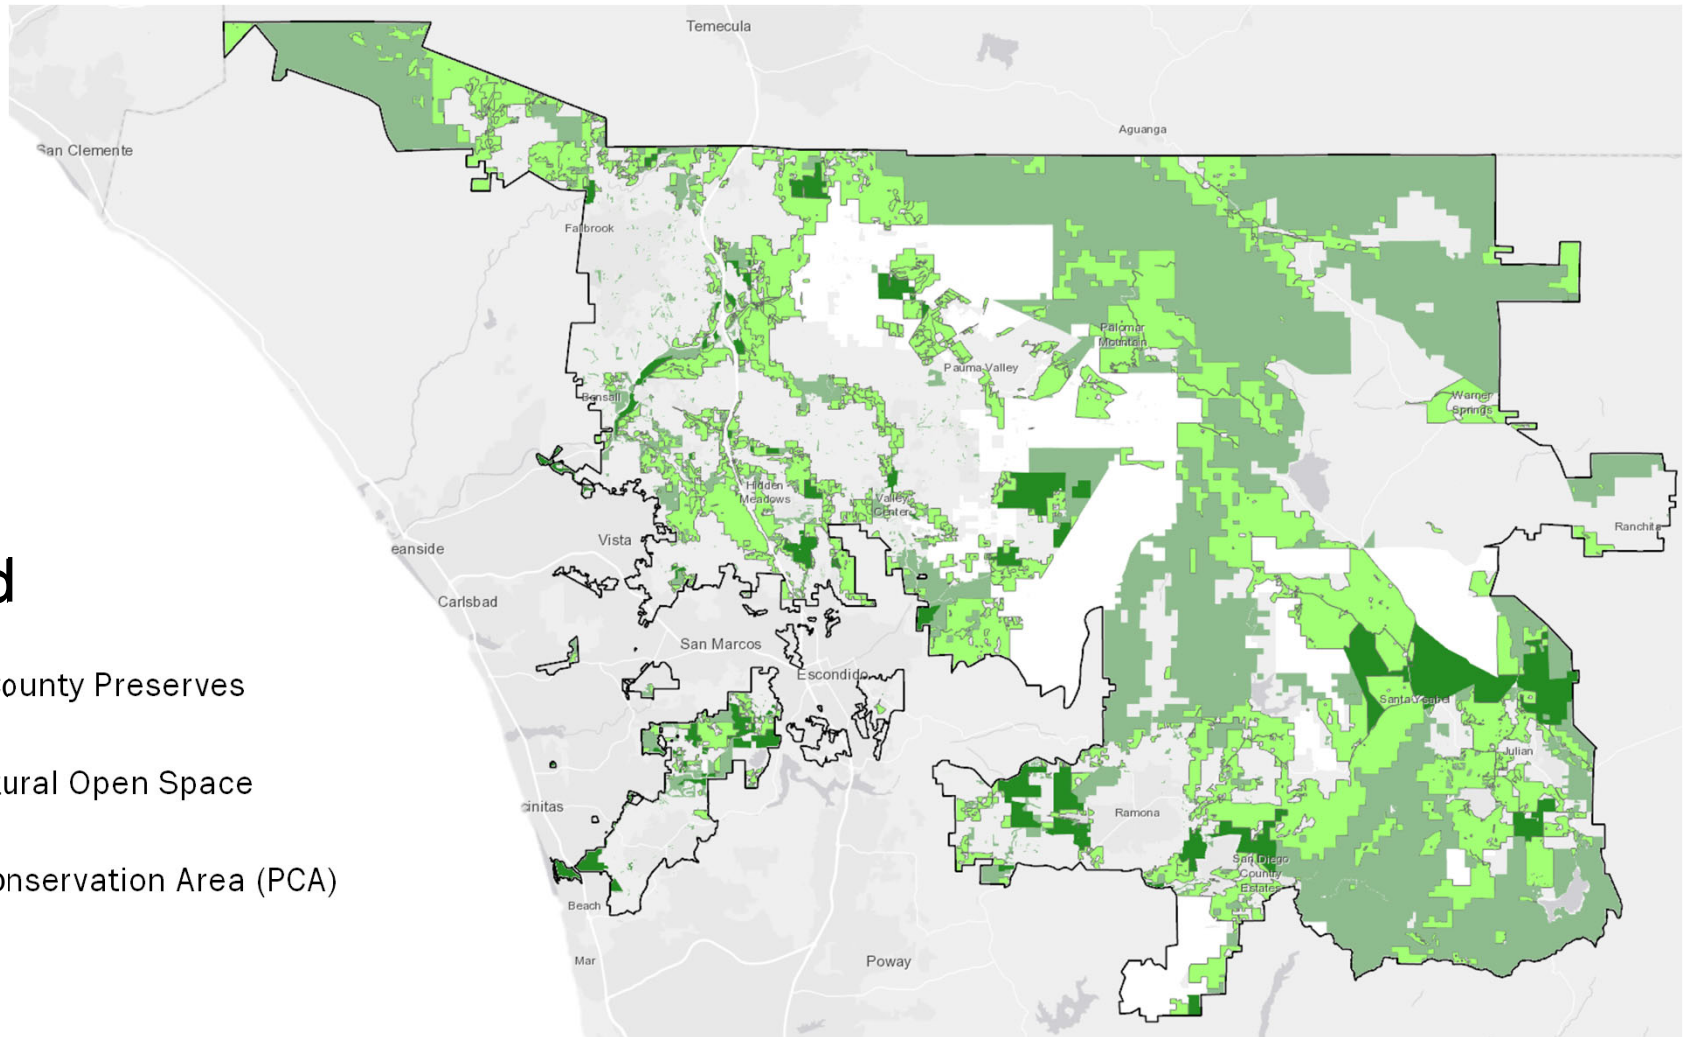 Temecula
Aguanga
San Clemente
Fallbrook
Palomar
Mountain
Pauma Valley
Bonsall
Warner
Springs
Hidden
Meadows
Valley
Center
Ranchita
Vista
eanside
d
Carlsbad
San Marcos
Escondido
ounty Preserves
Santa Ysabel
Julian
ural Open Space
cinitas
Ramona
San Diego
Country
Estates
onservation Area (PCA)
Beach
Mar
Poway